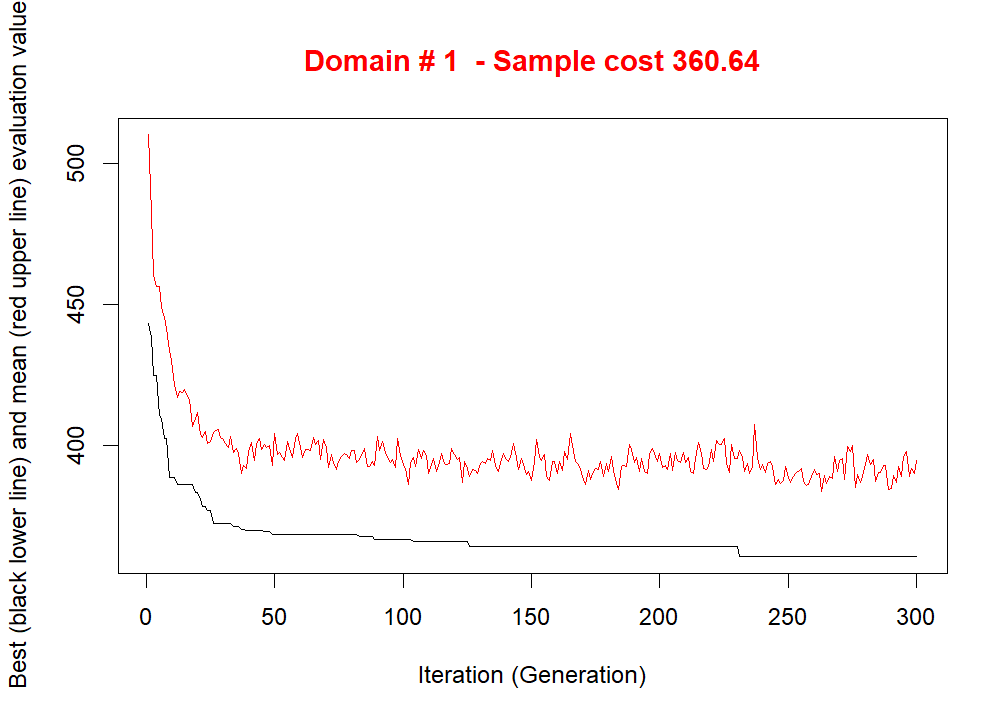 Domain # 1 - Sample cost 360.64
Best (black lower line) and mean (red upper line) evaluation value
500
450
400
0 50 100 150 200 250 300
Iteration (Generation)